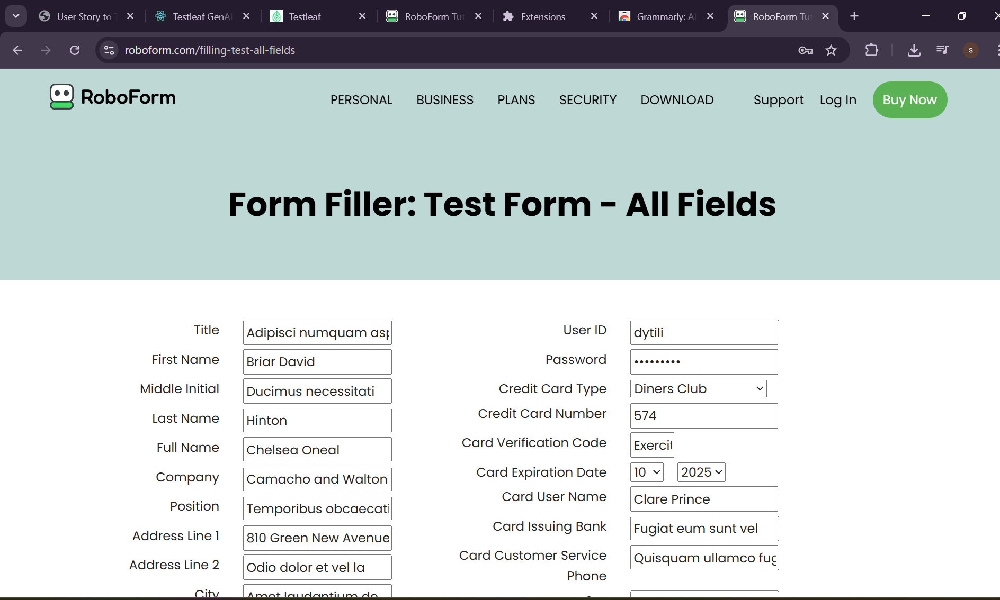 User Story to
Testleaf GenAI
Testleaf
RoboForm Tut
Extensions
Grammarly: AI
RoboForm Tut
roboform.com/filling-test-all-fields
s
RoboForm
PERSONAL
BUSINESS
PLANS
SECURITY
DOWNLOAD
Support
Log In
Buy Now
Form Filler: Test Form - All Fields
Title
Adipisci numquam asp
First Name
Briar David
Middle Initial
Ducimus necessitati
Last Name
Hinton
Full Name
Chelsea Oneal
Company
Camacho and Walton
Position
Temporibus obcaecati
Address Line 1
810 Green New Avenue
Address Line 2
Odio dolor et vel la
City
Amet laudantium do
User ID
dytili
Password
•••••••••
Credit Card Type
Diners Club
Credit Card Number
574
Card Verification Code
Exercit
Card Expiration Date
10
2025
Card User Name
Clare Prince
Card Issuing Bank
Fugiat eum sunt vel
Card Customer Service
Phone
Quisquam ullamco fug